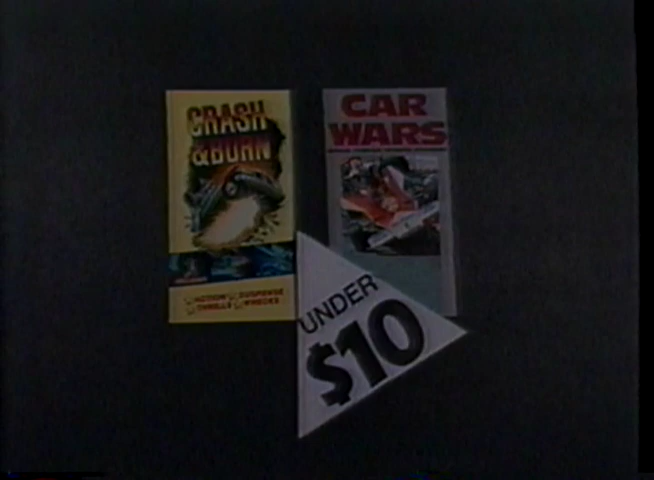 CRASH
& BURN
ACTION SUSPENSE
THRILLS WRECKS
CAR
WARS
UNDER
$10